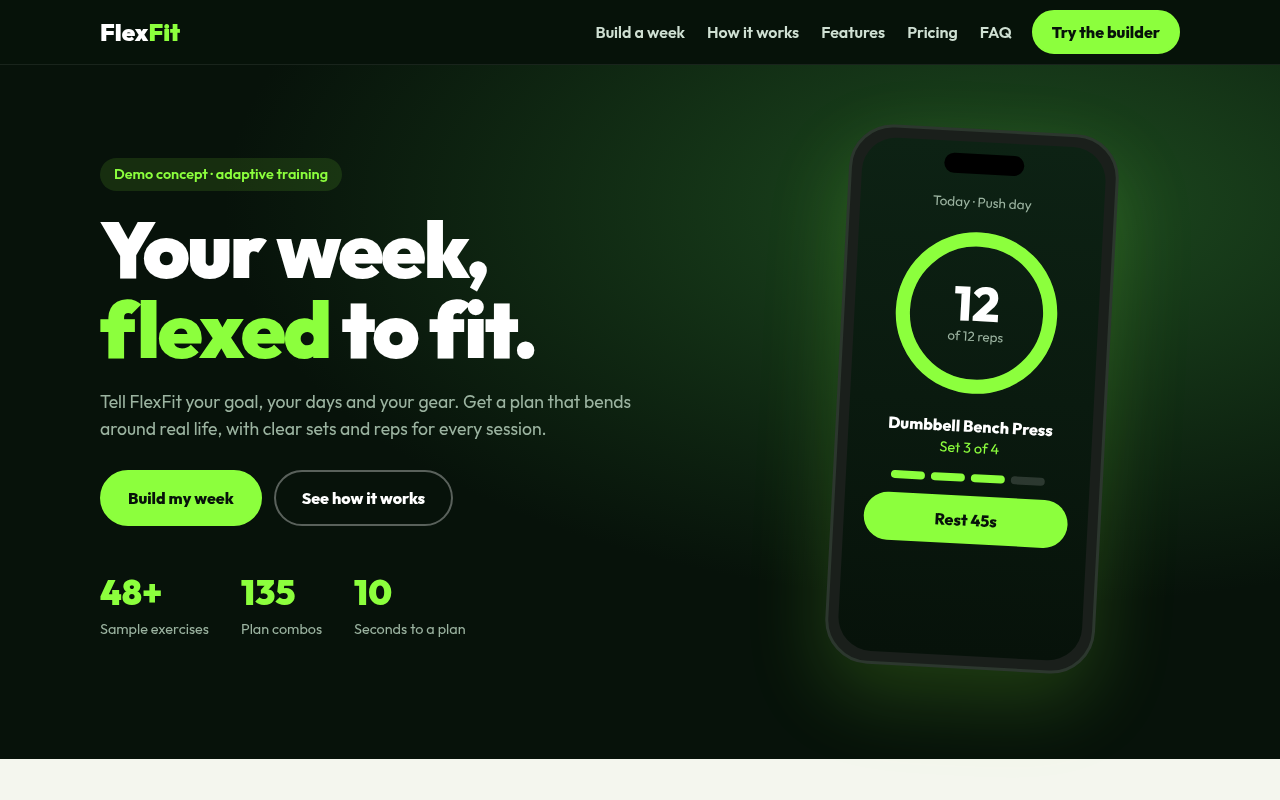 FlexFit
Build a week
How it works
Features
Pricing
FAQ
Try the builder
Demo concept · adaptive training
Your week,
flexed to fit.
Tell FlexFit your goal, your days and your gear. Get a plan that bends
around real life, with clear sets and reps for every session.
Build my week
See how it works
48+
Sample exercises
135
Plan combos
10
Seconds to a plan
Today · Push day
12
of 12 reps
Dumbbell Bench Press
Set 3 of 4
Rest 45s